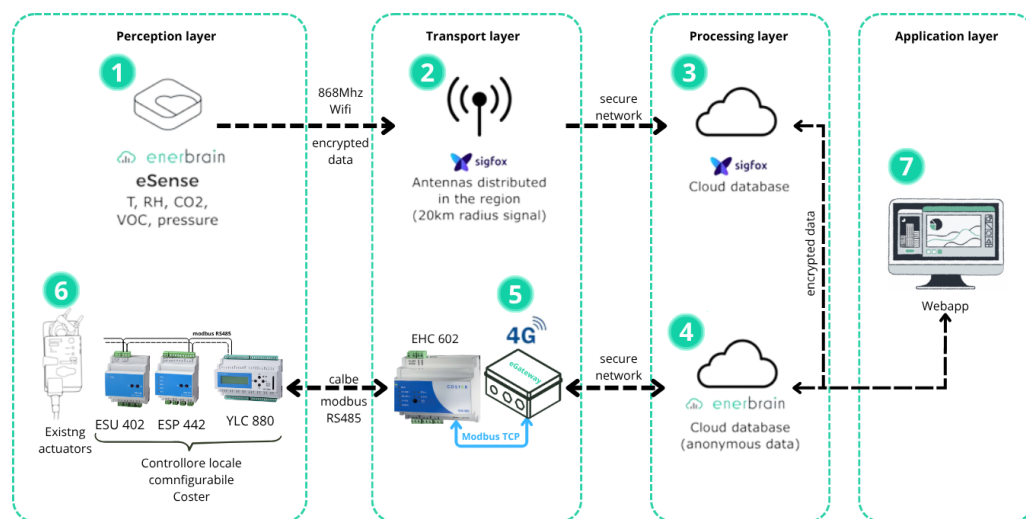 Perception layer
1
enerbrain
eSense
T, RH, CO2,
VOC, pressure
868Mhz
Wifi
encrypted
data
Transport layer
2
sigfox
Antennas distributed
in the region
(20km radius signal)
secure
network
Processing layer
3
sigfox
Cloud database
encrypted data
Application layer
7
Webapp
6
modbus RS485
Existng
actuators
ESU 402
ESP 442
YLC 880
Controllore locale
comnfigurabile
Coster
calbe
modbus
RS485
5
EHC 602
4G
eGateway
COSTER
Modbus TCP
secure
network
4
enerbrain
Cloud database
(anonymous data)